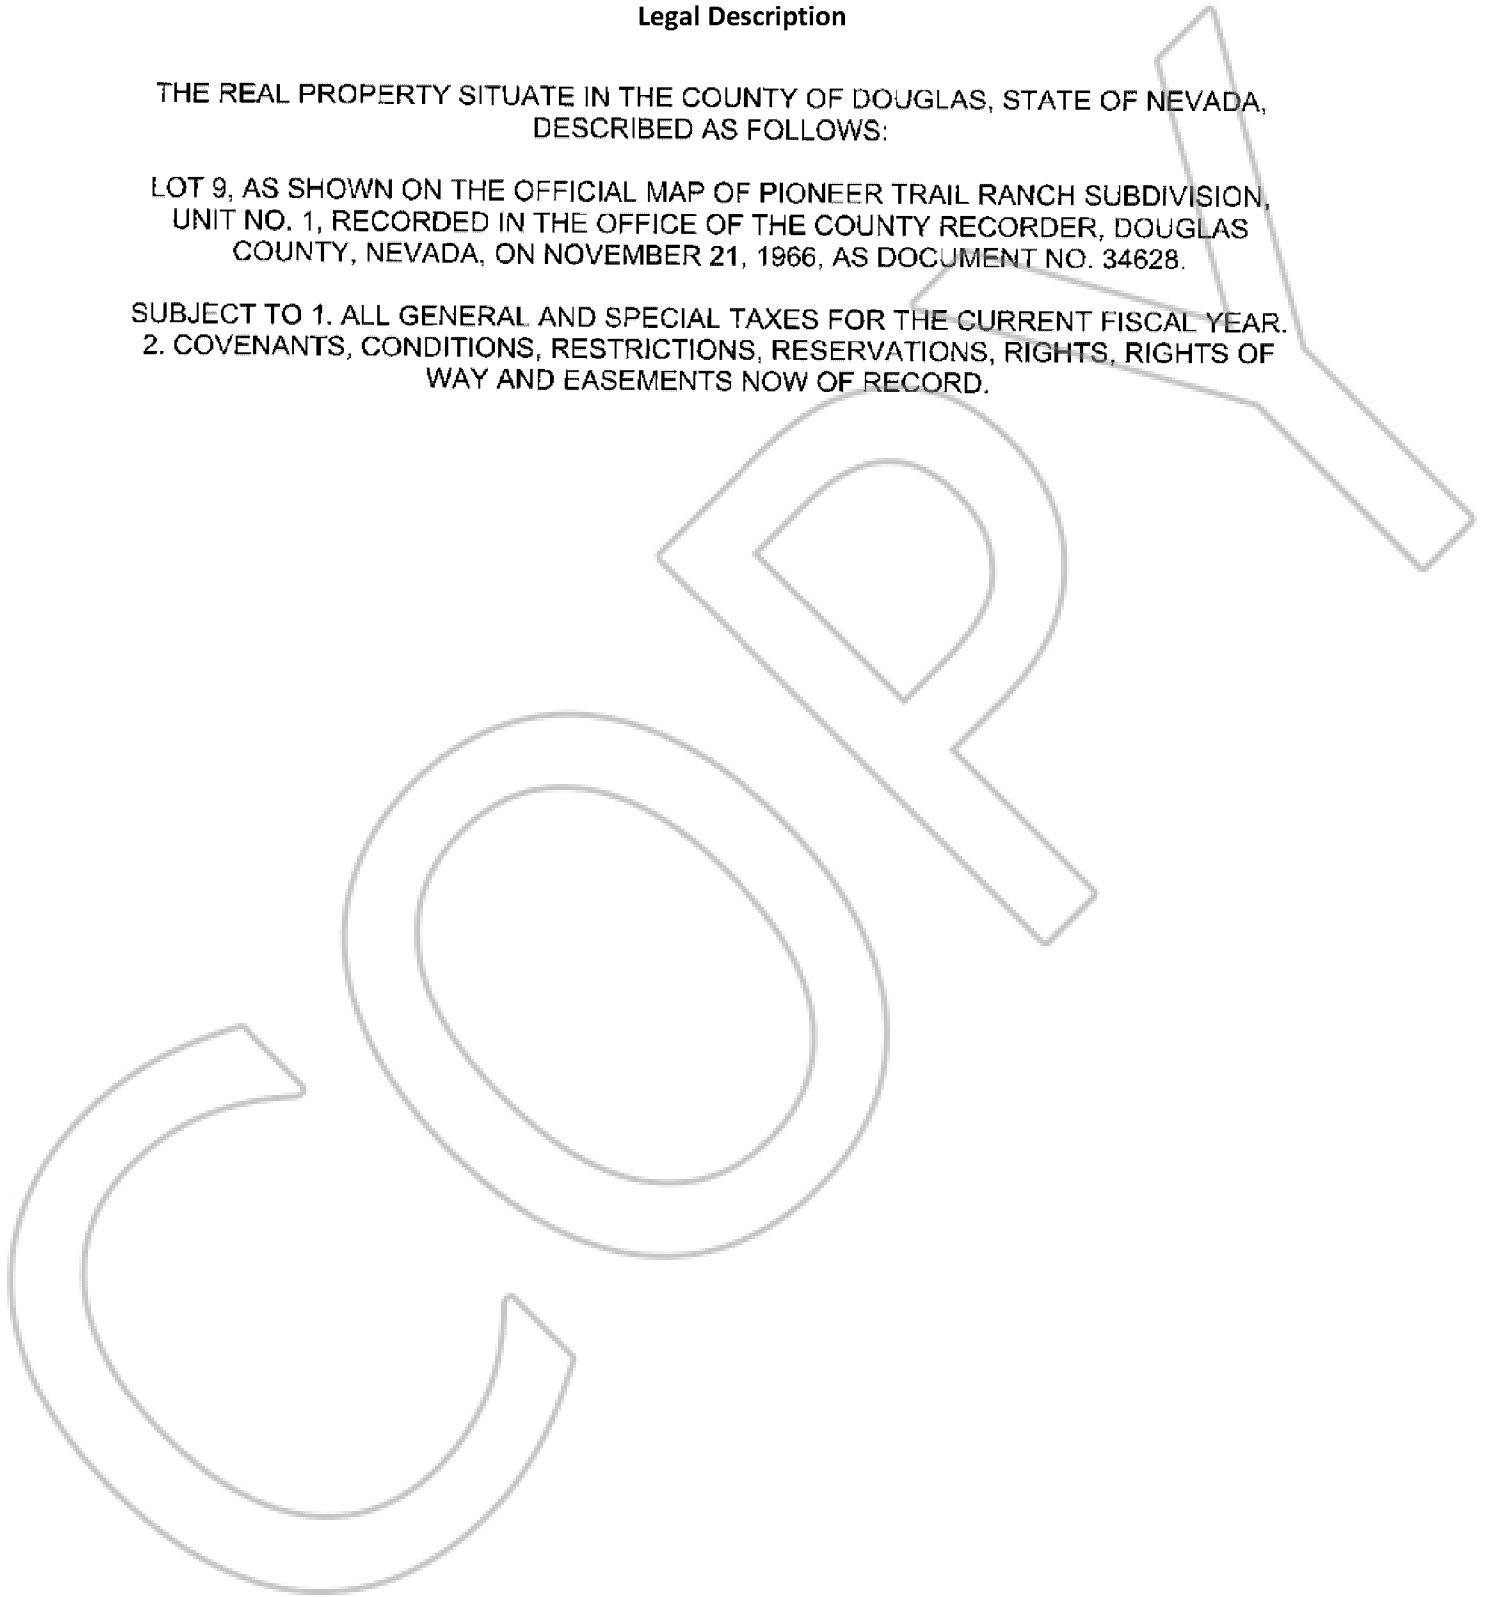 Legal Description
THE REAL PROPERTY SITUATE IN THE COUNTY OF DOUGLAS, STATE OF NEVADA,
DESCRIBED AS FOLLOWS:
LOT 9, AS SHOWN ON THE OFFICIAL MAP OF PIONEER TRAIL RANCH SUBDIVISION,
UNIT NO. 1, RECORDED IN THE OFFICE OF THE COUNTY RECORDER, DOUGLAS
COUNTY, NEVADA, ON NOVEMBER 21, 1966, AS DOCUMENT NO. 34628.
SUBJECT TO 1. ALL GENERAL AND SPECIAL TAXES FOR THE CURRENT FISCAL YEAR.
2. COVENANTS, CONDITIONS, RESTRICTIONS, RESERVATIONS, RIGHTS, RIGHTS OF
WAY AND EASEMENTS NOW OF RECORD.
COPY